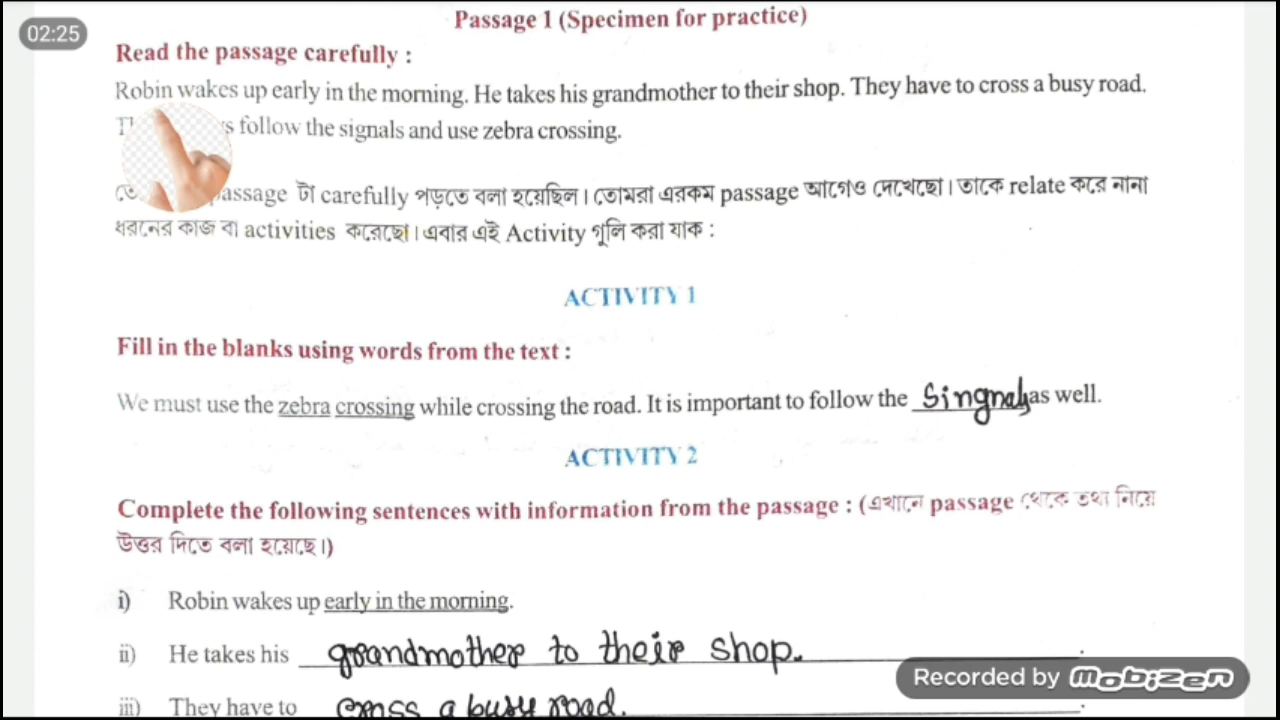 02:25
Passage 1 (Specimen for practice)
Read the passage carefully :
Robin wakes up early in the morning. He takes his grandmother to their shop. They have to cross a busy road.
follow the signals and use zebra crossing.
assage টা carefully পড়তে বলা হয়েছিল। তোমরা এরকম passage আগেও দেখেছো। তাকে relate করে নানা
ধরনের কাজ বা activities করেছো। এবার এই Activity গুলি করা যাক :
ACTIVITY 1
Fill in the blanks using words from the text :
We must use the zebra crossing while crossing the road. It is important to follow the Singnals as well.
ACTIVITY 2
Complete the following sentences with information from the passage : (এখানে passage থেকে তথ্য নিয়ে
উত্তর দিতে বলা হয়েছে।)
i) Robin wakes up early in the morning.
ii) He takes his grandmother to their shop.
Recorded by mobizen
iii) They have to cross a busy road.